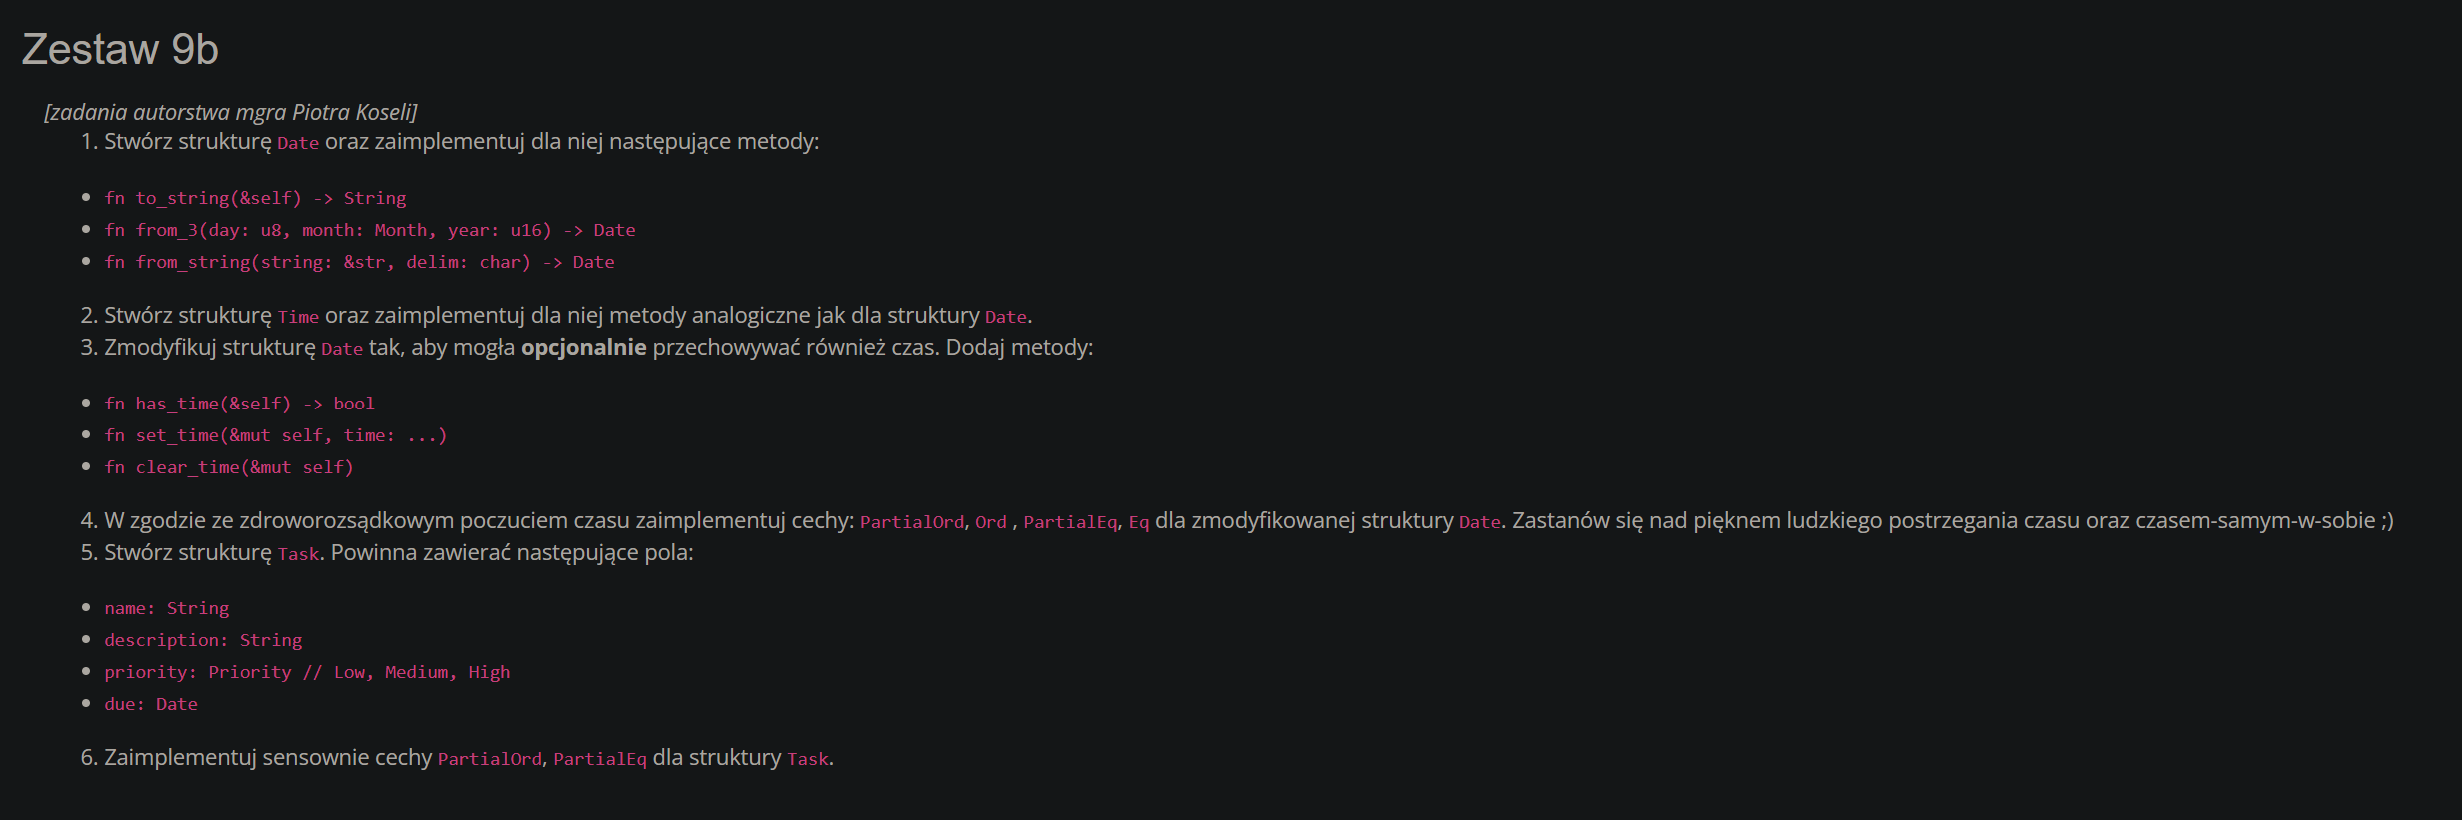 Zestaw 9b
[zadania autorstwa mgra Piotra Koseli]
1. Stwórz strukturę Date oraz zaimplementuj dla niej następujące metody:
• fn to_string(&self) -> String
• fn from_3(day: u8, month: Month, year: u16) -> Date
• fn from_string(string: &str, delim: char) -> Date
2. Stwórz strukturę Time oraz zaimplementuj dla niej metody analogiczne jak dla struktury Date.
3. Zmodyfikuj strukturę Date tak, aby mogła opcjonalnie przechowywać również czas. Dodaj metody:
• fn has_time(&self) -> bool
• fn set_time(&mut self, time: ...)
• fn clear_time(&mut self)
4. W zgodzie ze zdroworozsądkowym poczuciem czasu zaimplementuj cechy: PartialOrd, Ord , PartialEq, Eq dla zmodyfikowanej struktury Date. Zastanów się nad pięknem ludzkiego postrzegania czasu oraz czasem-samym-w-sobie ;)
5. Stwórz strukturę Task. Powinna zawierać następujące pola:
• name: String
• description: String
• priority: Priority // Low, Medium, High
• due: Date
6. Zaimplementuj sensownie cechy PartialOrd, PartialEq dla struktury Task.